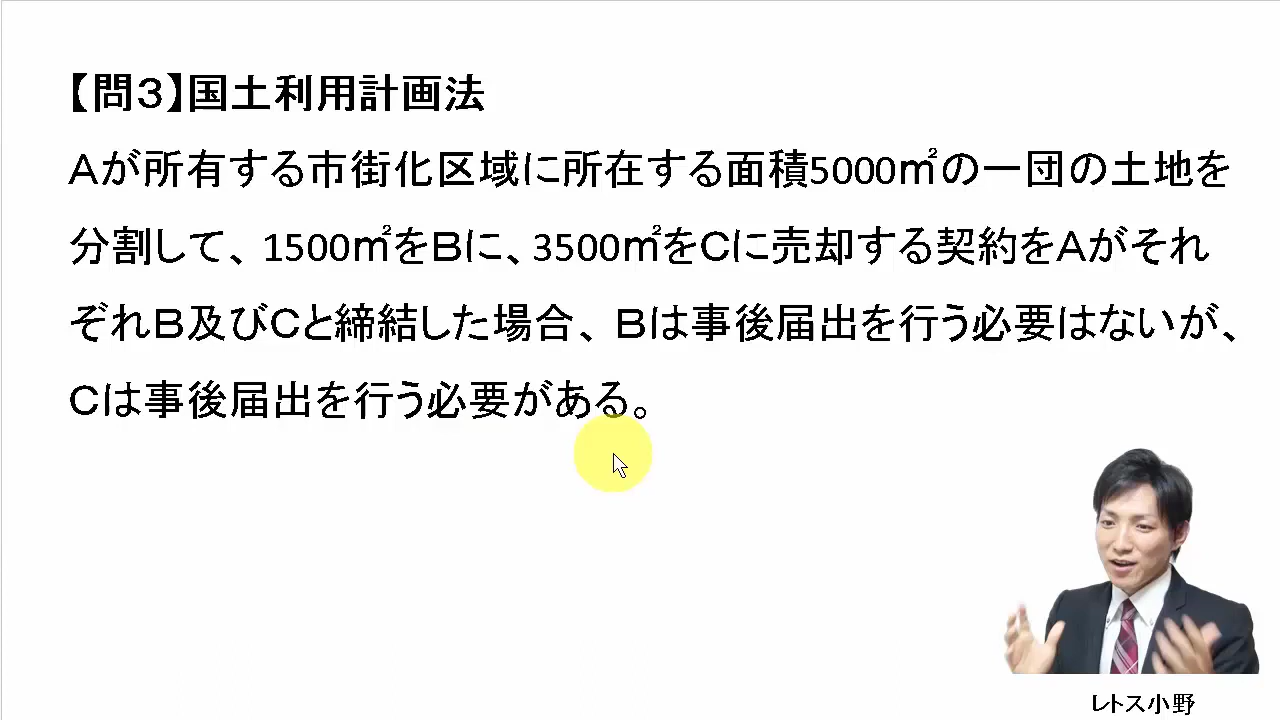 【問３】国土利用計画法
Ａが所有する市街化区域に所在する面積5000㎡の一団の土地を
分割して、1500㎡をＢに、3500㎡をＣに売却する契約をＡがそれ
ぞれＢ及びＣと締結した場合、Ｂは事後届出を行う必要はないが、
Ｃは事後届出を行う必要がある。
レトス小野